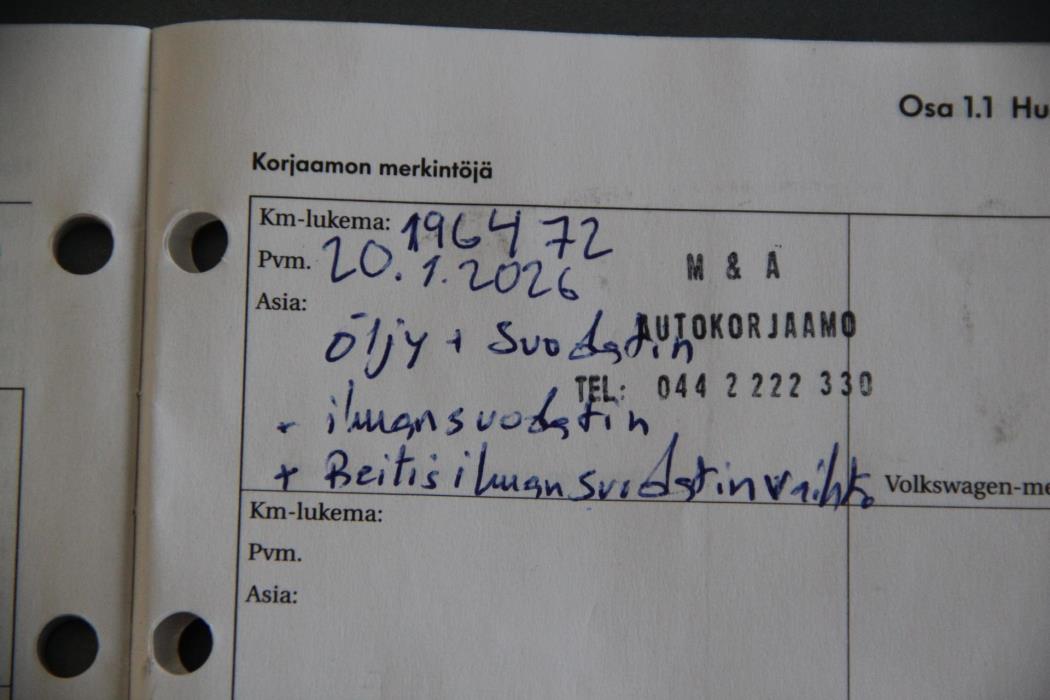 Osa 1.1 Hu
Korjaamon merkintöjä
Km-lukema: 196472
Pvm. 20.1.2026
M & A
Asia:
AUTOKORJAAMO
öljy + suodatin
TEL: 044 2 222 330
+ ilmansuodatin
+ Reitisilmansuodatinvaihto
Volkswagen-me
Km-lukema:
Pvm.
Asia: